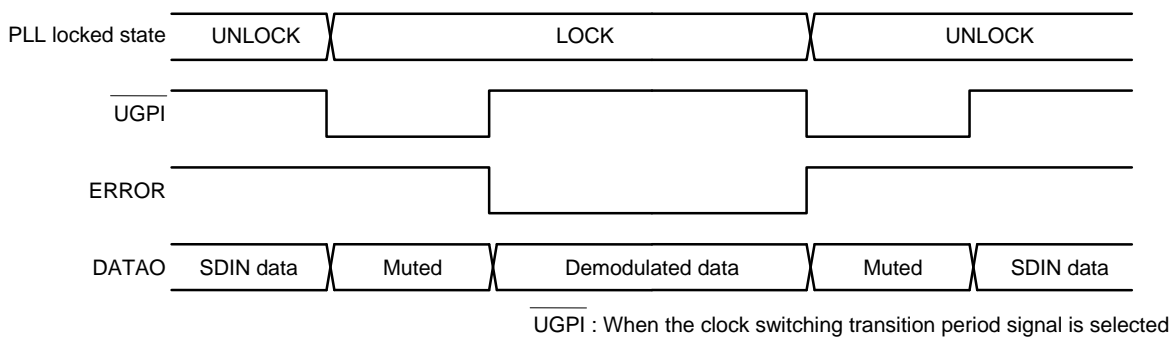 PLL locked state UNLOCK LOCK UNLOCK
UGPI
ERROR
DATAO SDIN data Muted Demodulated data Muted SDIN data
UGPI : When the clock switching transition period signal is selected